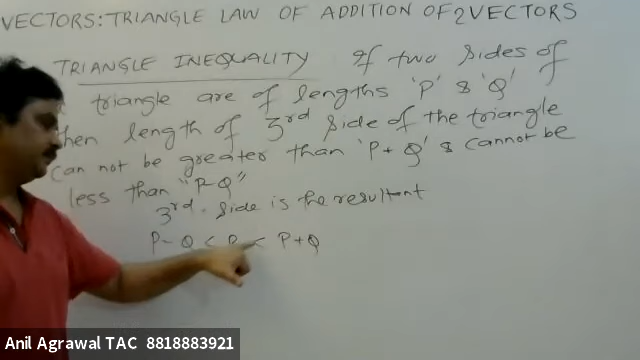 VECTORS: TRIANGLE LAW OF ADDITION OF 2 VECTORS
TRIANGLE INEQUALITY If two sides of
triangle are of lengths 'P' & 'Q'
then length of 3rd side of the triangle
can not be greater than 'P+Q' & cannot be
less than "P-Q"
3rd side is the resultent
P-Q < R < P+Q
Anil Agrawal TAC 8818883921